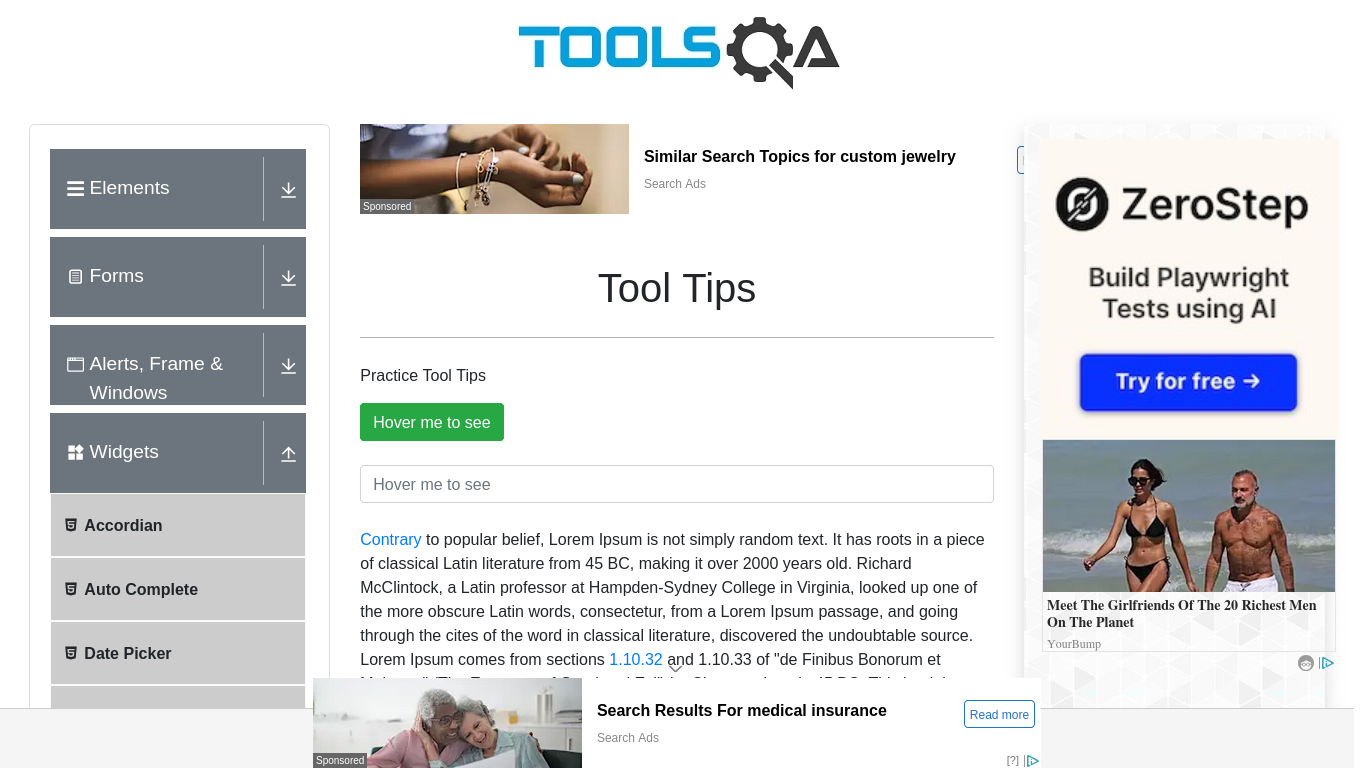 TOOLSQA
Elements
Forms
Alerts, Frame &
Windows
Widgets
Accordian
Auto Complete
Date Picker
Sponsored
Similar Search Topics for custom jewelry
Search Ads
Tool Tips
Practice Tool Tips
Hover me to see
Hover me to see
Contrary to popular belief, Lorem Ipsum is not simply random text. It has roots in a piece
of classical Latin literature from 45 BC, making it over 2000 years old. Richard
McClintock, a Latin professor at Hampden-Sydney College in Virginia, looked up one of
the more obscure Latin words, consectetur, from a Lorem Ipsum passage, and going
through the cites of the word in classical literature, discovered the undoubtable source.
Lorem Ipsum comes from sections 1.10.32 and 1.10.33 of "de Finibus Bonorum et
ZeroStep
Build Playwright
Tests using AI
Try for free →
Meet The Girlfriends Of The 20 Richest Men
On The Planet
YourBump
Sponsored
Search Results For medical insurance
Search Ads
Read more
[?]